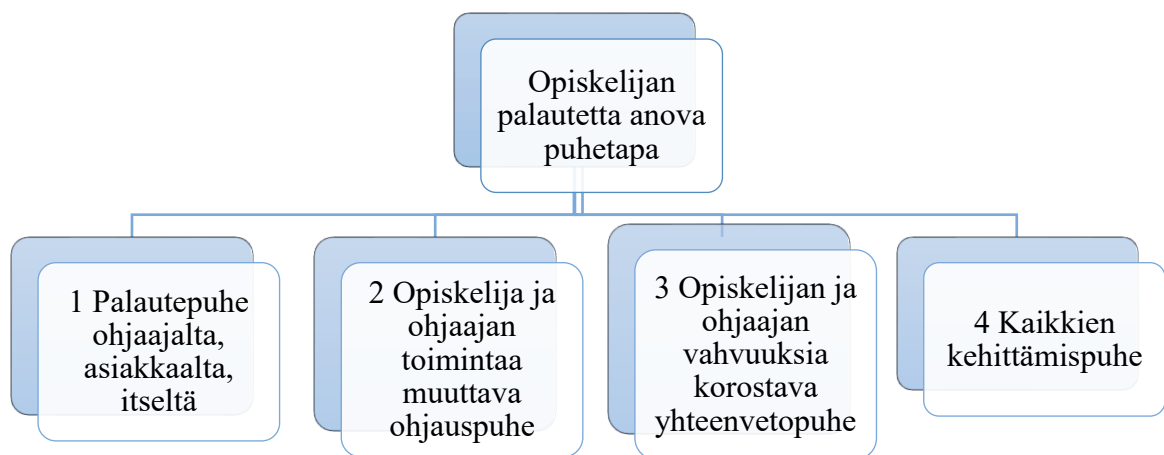 Opiskelijan
palautetta anova
puhetapa
1 Palautepuhe
ohjaajalta,
asiakkaalta,
itseltä
2 Opiskelija ja
ohjaajan
toimintaa
muuttava
ohjauspuhe
3 Opiskelijan ja
ohjaajan
vahvuuksia
korostava
yhteenvetopuhe
4 Kaikkien
kehittämispuhe